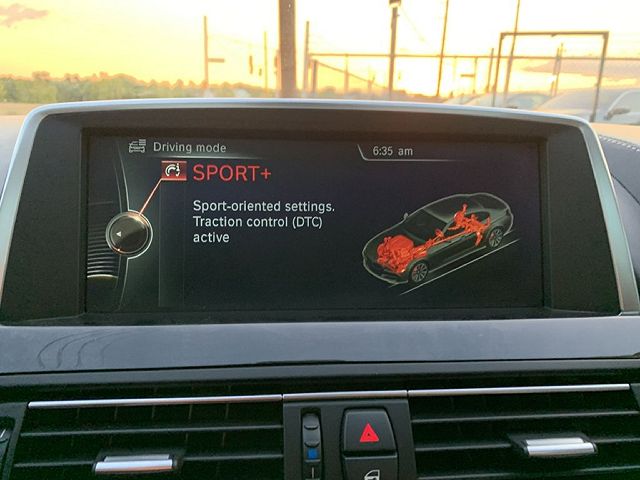 Driving mode
6:35 am
SPORT+
Sport-oriented settings.
Traction control (DTC)
active